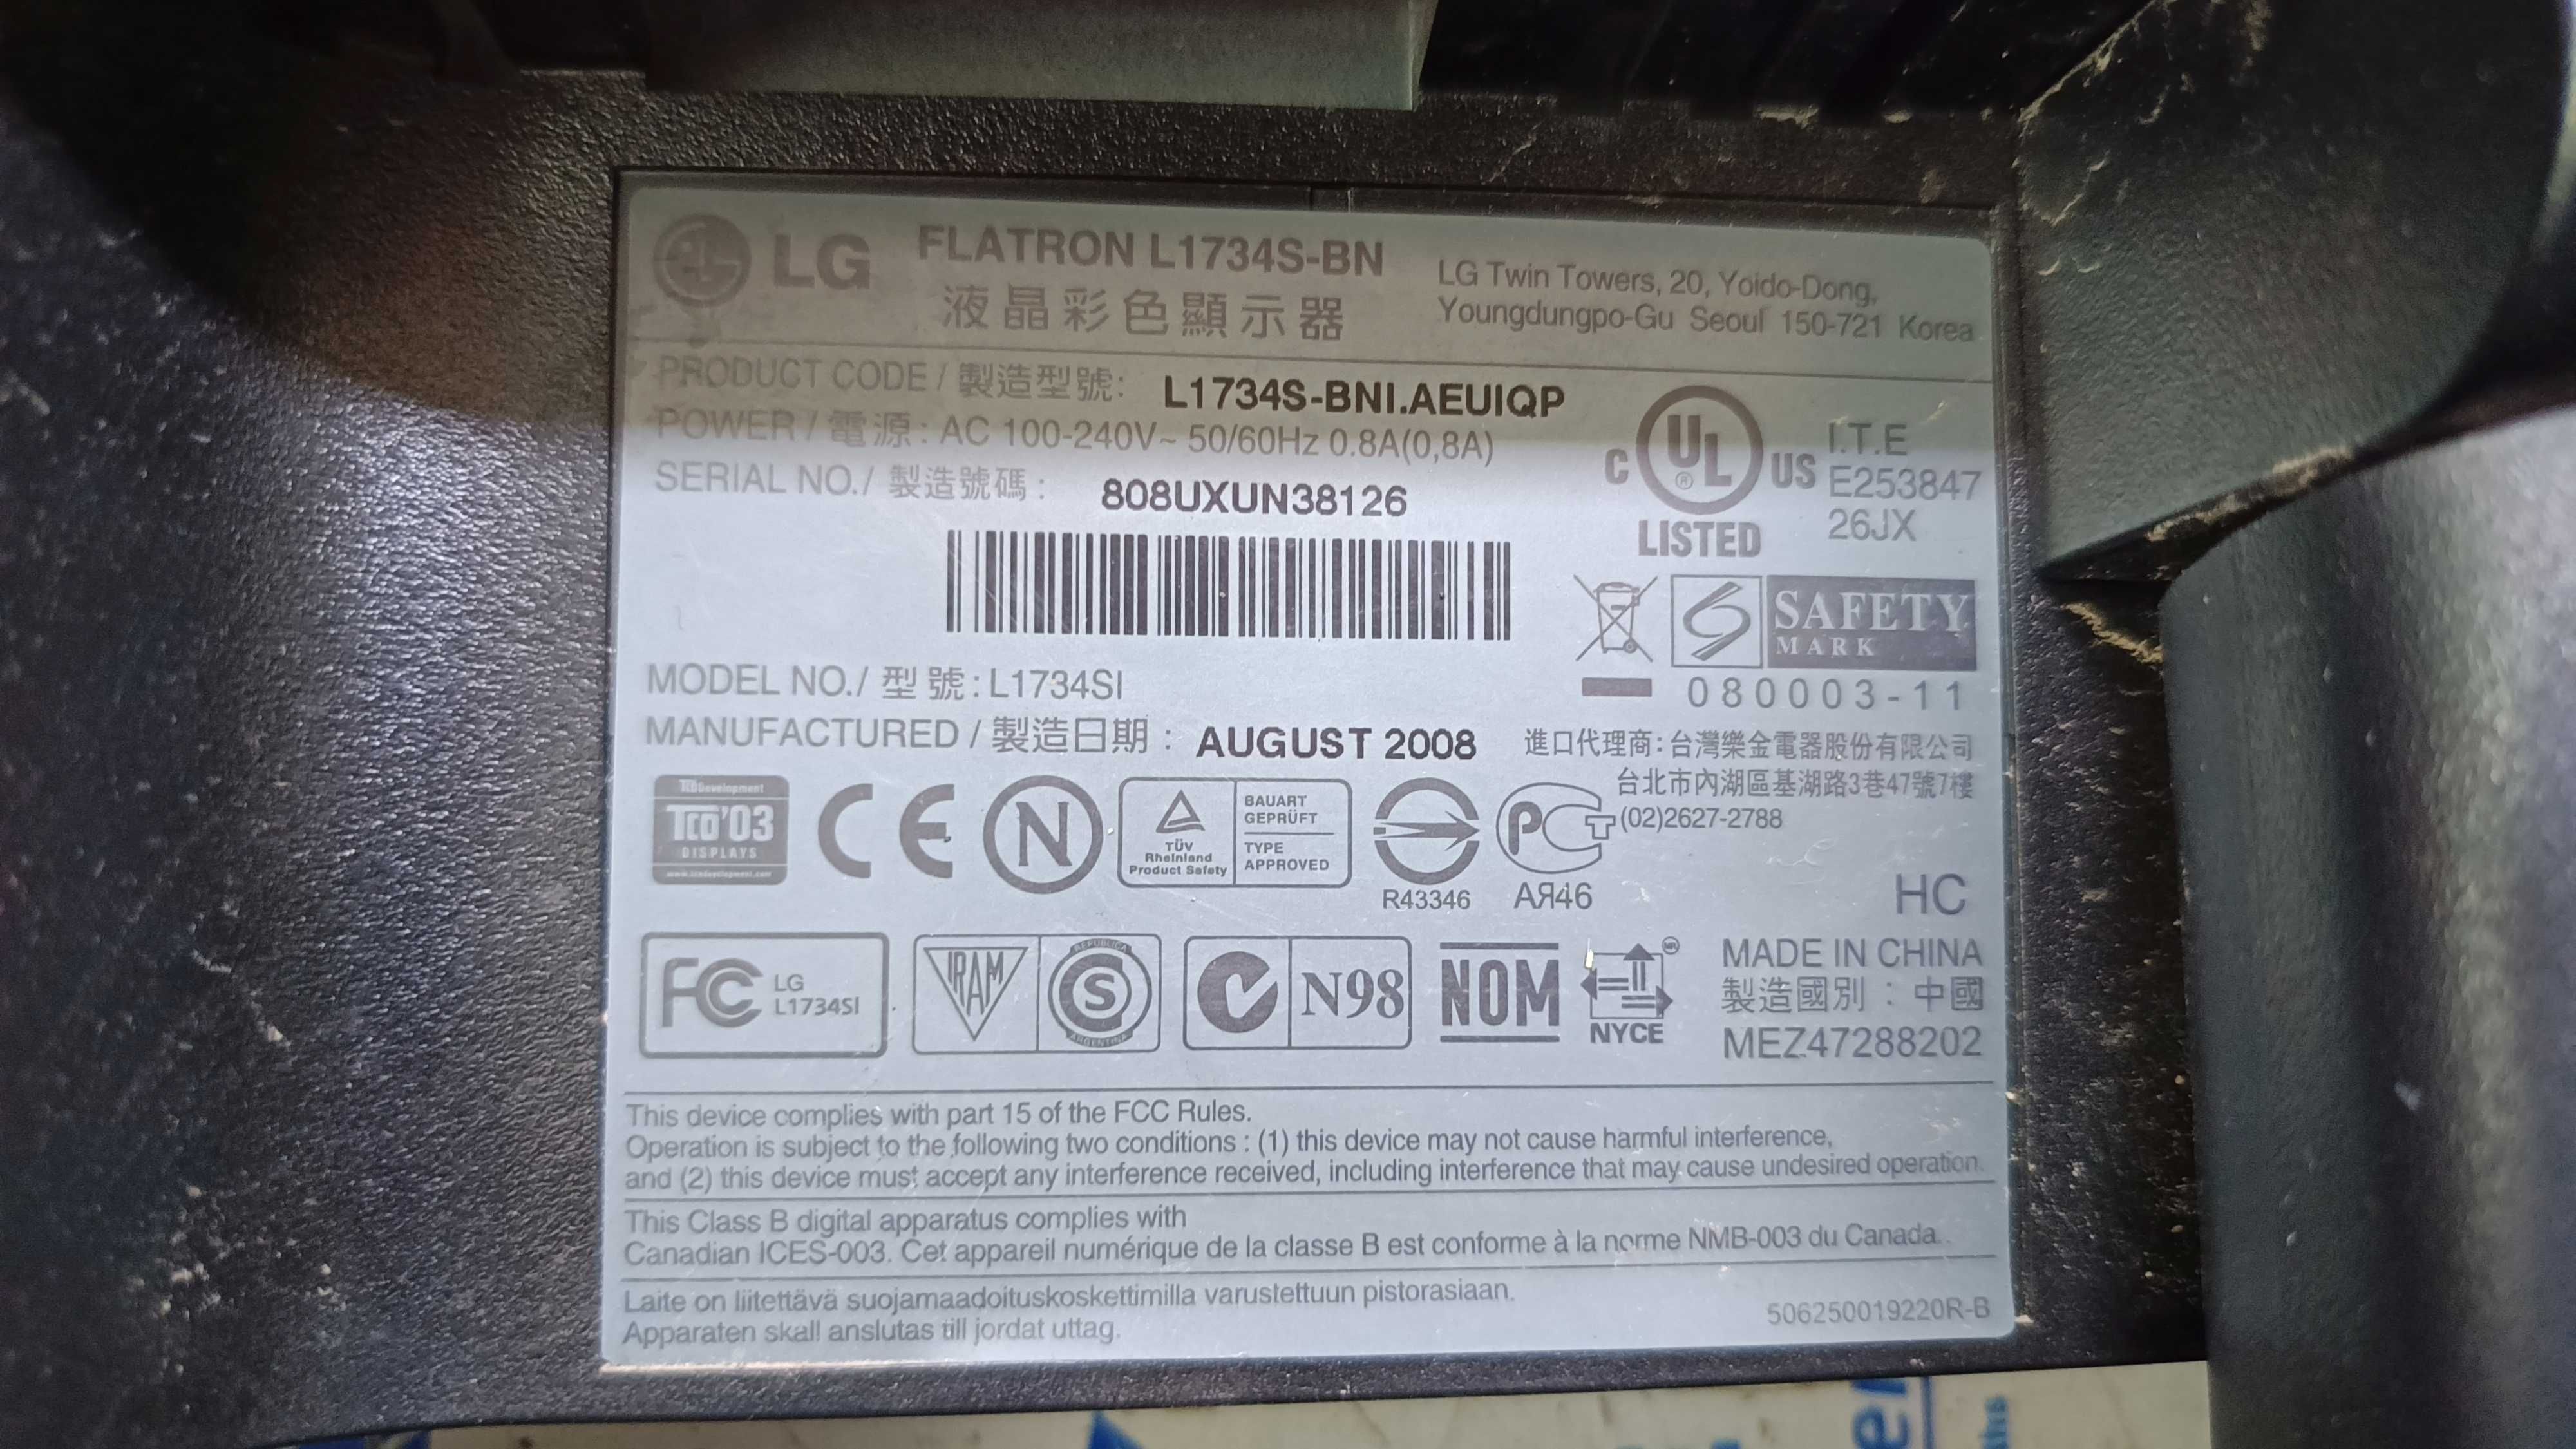 LG
FLATRON L1734S-BN
液晶彩色顯示器
LG Twin Towers, 20, Yoido-Dong,
Youngdungpo-Gu Seoul 150-721 Korea
PRODUCT CODE / 製造型號: L1734S-BNI.AEUIQP
POWER / 電源: AC 100-240V~ 50/60Hz 0.8A(0,8A)
SERIAL NO./ 製造號碼: 808UXUN38126
C UL ® US
LISTED
I.T.E
E253847
26JX
SAFETY
MARK
080003-11
MODEL NO./ 型號: L1734SI
MANUFACTURED / 製造日期: AUGUST 2008
進口代理商: 台灣樂金電器股份有限公司
台北市內湖區基湖路3巷47號7樓
(02)2627-2788
TCO Development
TCO'03
DISPLAYS
www.tcodevelopment.com
CE
N
TÜV
Rheinland
Product Safety
BAUART
GEPRÜFT
TYPE
APPROVED
R43346
PCT
АЯ46
HC
FC LG
L1734SI
IRAM
REPUBLICA
S
ARGENTINA
N98
NOM
NYCE
MADE IN CHINA
製造國別: 中國
MEZ47288202
This device complies with part 15 of the FCC Rules.
Operation is subject to the following two conditions : (1) this device may not cause harmful interference,
and (2) this device must accept any interference received, including interference that may cause undesired operation.
This Class B digital apparatus complies with
Canadian ICES-003. Cet appareil numérique de la classe B est conforme à la norme NMB-003 du Canada.
Laite on liitettävä suojamaadoituskoskettimilla varustettuun pistorasiaan.
Apparaten skall anslutas till jordat uttag.
506250019220R-B